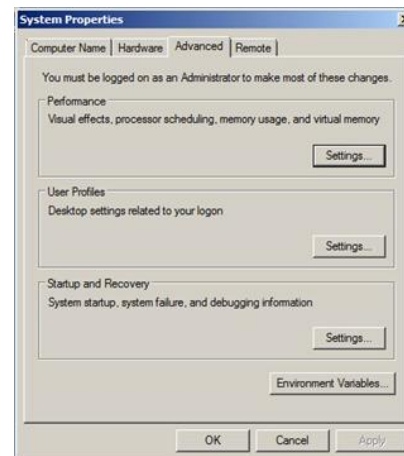 System Properties
Computer Name Hardware Advanced Remote
You must be logged on as an Administrator to make most of these changes.
Performance
Visual effects, processor scheduling, memory usage, and virtual memory
Settings...
User Profiles
Desktop settings related to your logon
Settings...
Startup and Recovery
System startup, system failure, and debugging information
Settings...
Environment Variables...
OK Cancel Apply